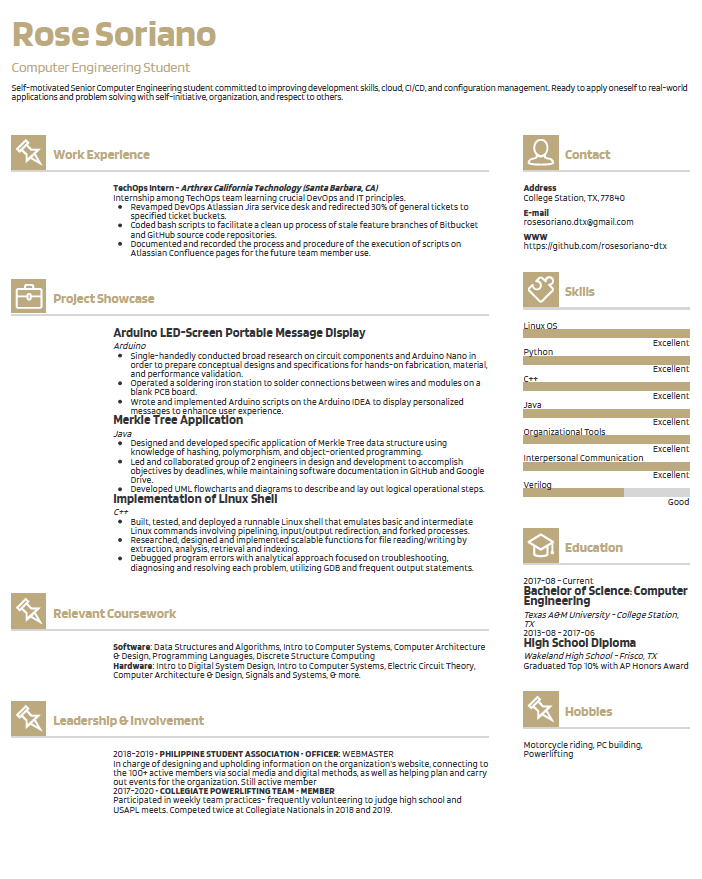 Rose Soriano
Computer Engineering Student
Self-motivated Senior Computer Engineering student committed to improving development skills, cloud, CI/CD, and configuration management. Ready to apply oneself to real-world
applications and problem solving with self-initiative, organization, and respect to others.
Work Experience
TechOps Intern - Arthrex California Technology (Santa Barbara, CA)
Internship among TechOps team learning crucial DevOps and IT principles.
• Revamped DevOps Atlassian Jira service desk and redirected 30% of general tickets to
specified ticket buckets.
• Coded bash scripts to facilitate a clean up process of stale feature branches of Bitbucket
and GitHub source code repositories.
• Documented and recorded the process and procedure of the execution of scripts on
Atlassian Confluence pages for the future team member use.
Project Showcase
Arduino LED-Screen Portable Message Display
Arduino
• Single-handedly conducted broad research on circuit components and Arduino Nano in
order to prepare conceptual designs and specifications for hands-on fabrication, material,
and performance validation.
• Operated a soldering iron station to solder connections between wires and modules on a
blank PCB board.
• Wrote and implemented Arduino scripts on the Arduino IDEA to display personalized
messages to enhance user experience.
Merkle Tree Application
Java
• Designed and developed specific application of Merkle Tree data structure using
knowledge of hashing, polymorphism, and object-oriented programming.
• Led and collaborated group of 2 engineers in design and development to accomplish
objectives by deadlines, while maintaining software documentation in GitHub and Google
Drive.
• Developed UML flowcharts and diagrams to describe and lay out logical operational steps.
Implementation of Linux Shell
C++
• Built, tested, and deployed a runnable Linux shell that emulates basic and intermediate
Linux commands involving pipelining, input/output redirection, and forked processes.
• Researched, designed and implemented scalable functions for file reading/writing by
extraction, analysis, retrieval and indexing.
• Debugged program errors with analytical approach focused on troubleshooting,
diagnosing and resolving each problem, utilizing GDB and frequent output statements.
Relevant Coursework
Software: Data Structures and Algorithms, Intro to Computer Systems, Computer Architecture
& Design, Programming Languages, Discrete Structure Computing
Hardware: Intro to Digital System Design, Intro to Computer Systems, Electric Circuit Theory,
Computer Architecture & Design, Signals and Systems, & more.
Leadership & Involvement
2018-2019 - PHILIPPINE STUDENT ASSOCIATION - OFFICER: WEBMASTER
In charge of designing and upholding information on the organization's website, connecting to
the 100+ active members via social media and digital methods, as well as helping plan and carry
out events for the organization. Still active member
2017-2020 - COLLEGIATE POWERLIFTING TEAM - MEMBER
Participated in weekly team practices- frequently volunteering to judge high school and
USAPL meets. Competed twice at Collegiate Nationals in 2018 and 2019.
Contact
Address
College Station, TX,77840
E-mail
rosesoriano.dtx@gmail.com
WWW
https://github.com/rosesoriano-dtx
Skills
Linux OS
Excellent
Python
Excellent
C++
Excellent
Java
Excellent
Organizational Tools
Excellent
Interpersonal Communication
Excellent
Verilog
Good
Education
2017-08 - Current
Bachelor of Science: Computer
Engineering
Texas A&M University - College Station,
TX
2013-08 - 2017-06
High School Diploma
Wakeland High School - Frisco, TX
Graduated Top 10% with AP Honors Award
Hobbies
Motorcycle riding, PC building,
Powerlifting